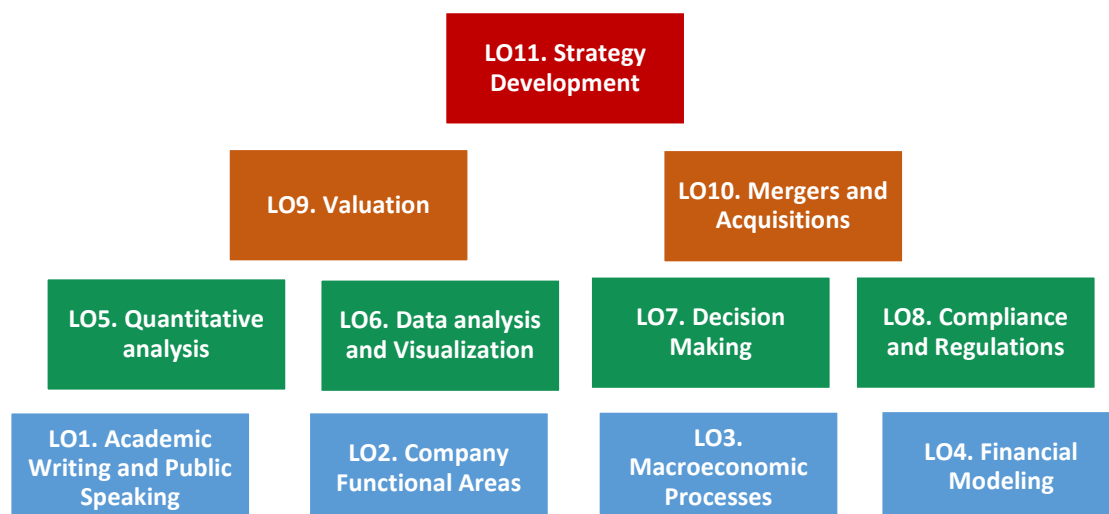 LO11. Strategy
Development
LO9. Valuation
LO10. Mergers and
Acquisitions
LO5. Quantitative
analysis
LO6. Data analysis
and Visualization
LO7. Decision
Making
LO8. Compliance
and Regulations
LO1. Academic
Writing and Public
Speaking
LO2. Company
Functional Areas
LO3.
Macroeconomic
Processes
LO4. Financial
Modeling